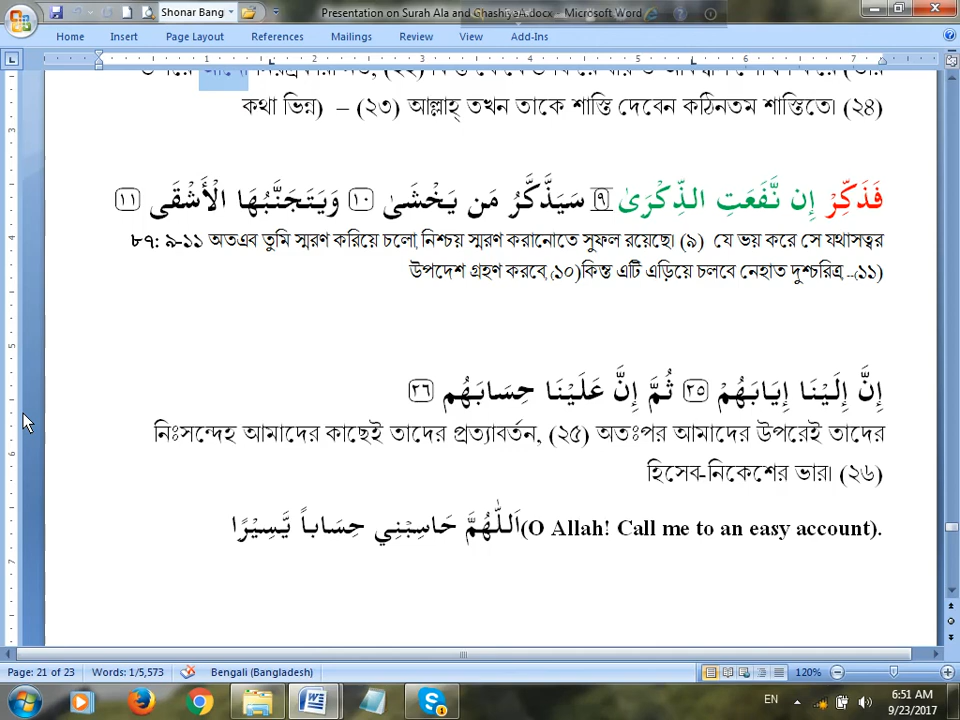 Shonar Bang
Presentation on Surah Ala and Ghashiya.docx - Microsoft Word
Home Insert Page Layout References Mailings Review View Add-Ins
কথা ভিন্ন) – (২৩) আল্লাহ্ তখন তাকে শাস্তি দেবেন কঠিনতম শাস্তিতে। (২৪)
فَذَكِّرْ إِن نَّفَعَتِ الذِّكْرَىٰ ٩ سَيَذَّكَّرُ مَن يَخْشَىٰ ١٠ وَيَتَجَنَّبُهَا الْأَشْقَى ١١
৮৭: ৯-১১ অতএব তুমি স্মরণ করিয়ে চলো, নিশ্চয় স্মরণ করানোতে সুফল রয়েছে। (৯) যে ভয় করে সে যথাসত্বর
উপদেশ গ্রহণ করবে, (১০)কিন্তু এটি এড়িয়ে চলবে নেহাত দুশ্চরিত্র, –(১১)
إِنَّ إِلَيْنَا إِيَابَهُمْ ٢٥ ثُمَّ إِنَّ عَلَيْنَا حِسَابَهُم ٢٦
নিঃসন্দেহ আমাদের কাছেই তাদের প্রত্যাবর্তন, (২৫) অতঃপর আমাদের উপরেই তাদের
হিসেব-নিকেশের ভার। (২৬)
اَللّٰهُمَّ حَاسِبْنِي حِسَاباً يَّسِيْرًا(O Allah! Call me to an easy account).
Page: 21 of 23 Words: 1/5,573 Bengali (Bangladesh) 120%
EN 6:51 AM
9/23/2017